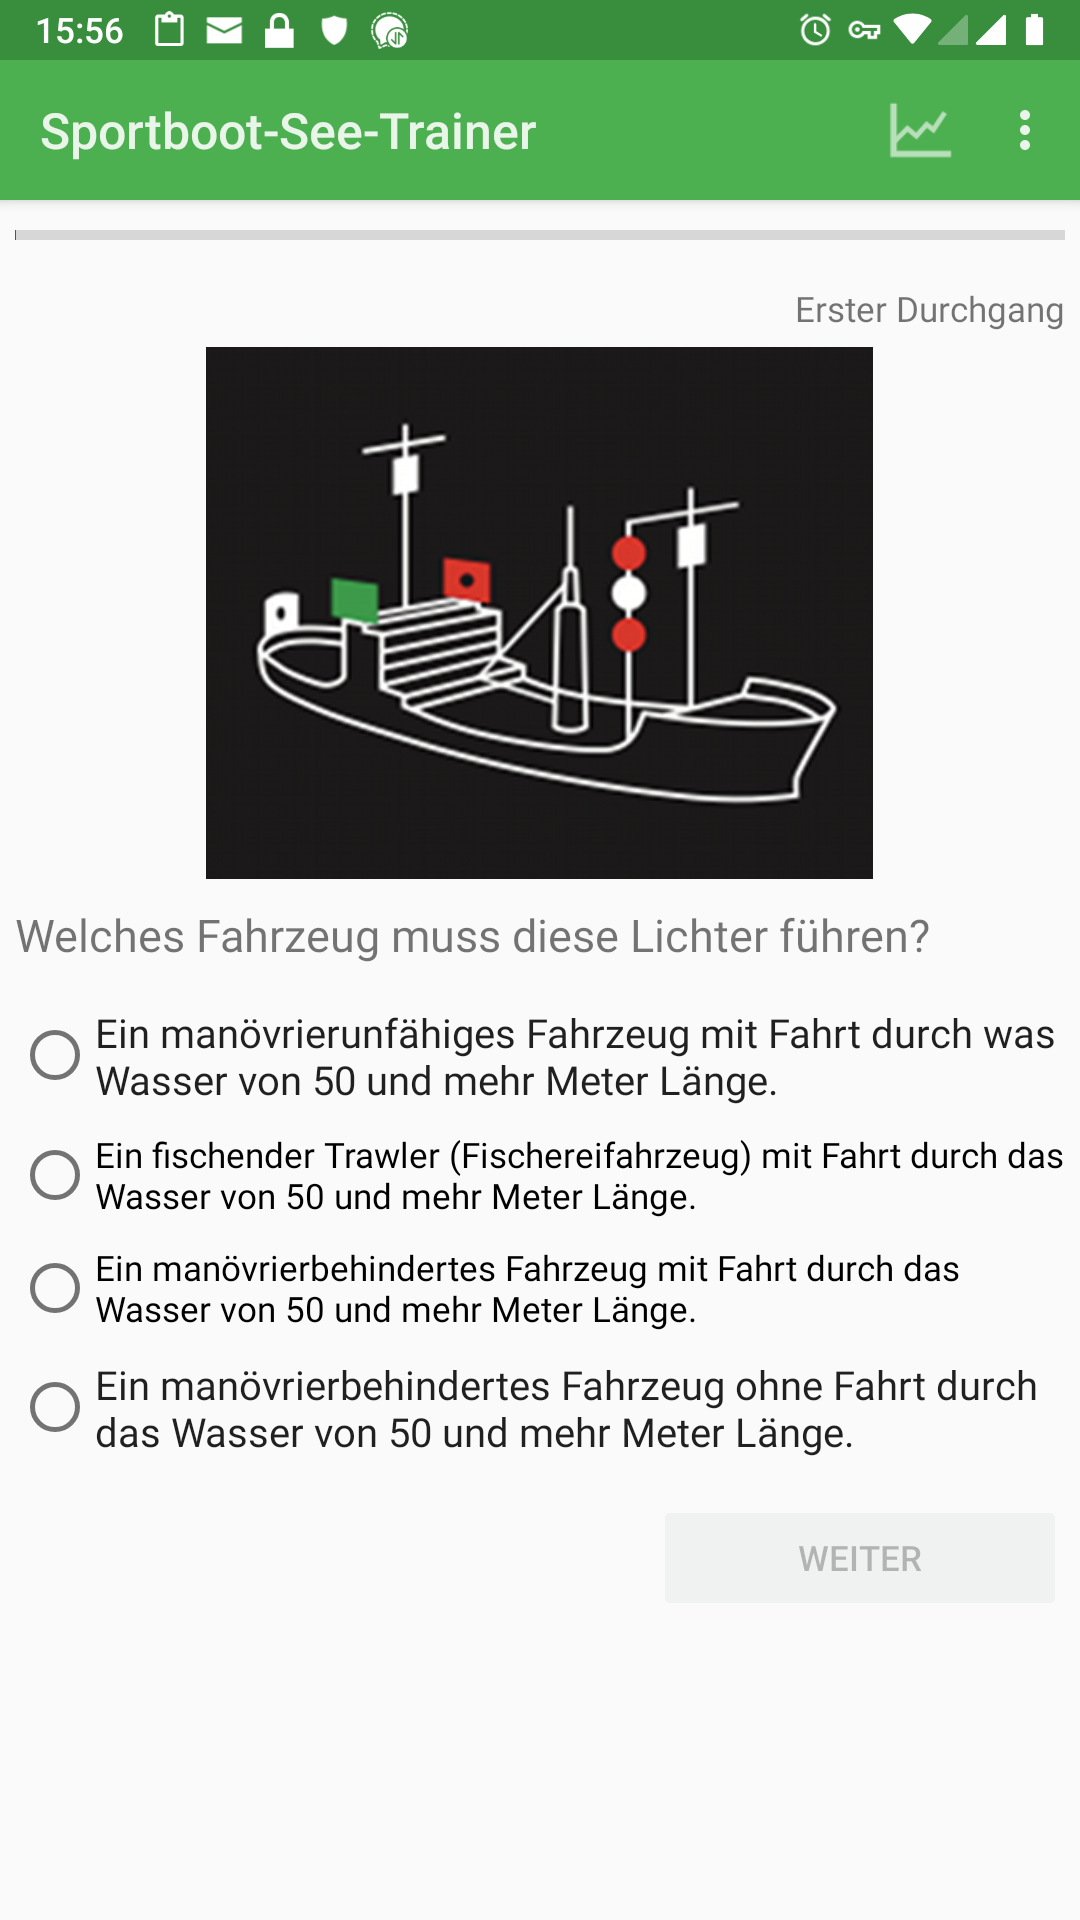 15:56
Sportboot-See-Trainer
Erster Durchgang
Welches Fahrzeug muss diese Lichter führen?
Ein manövrierunfähiges Fahrzeug mit Fahrt durch was
Wasser von 50 und mehr Meter Länge.
Ein fischender Trawler (Fischereifahrzeug) mit Fahrt durch das
Wasser von 50 und mehr Meter Länge.
Ein manövrierbehindertes Fahrzeug mit Fahrt durch das
Wasser von 50 und mehr Meter Länge.
Ein manövrierbehindertes Fahrzeug ohne Fahrt durch
das Wasser von 50 und mehr Meter Länge.
WEITER